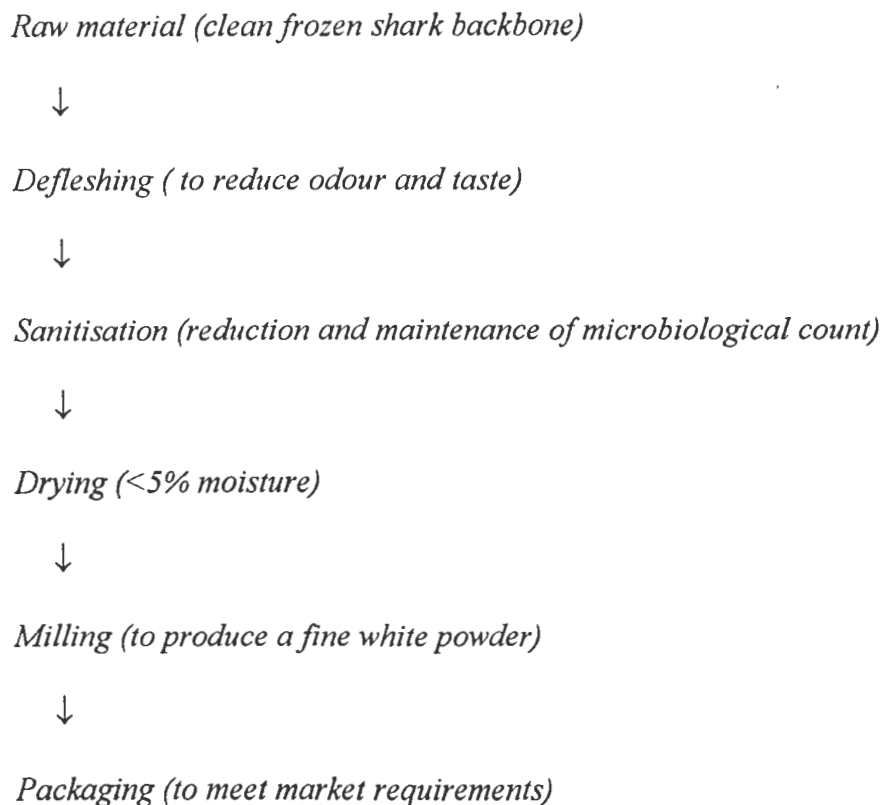 Raw material (clean frozen shark backbone)
↓
Defleshing ( to reduce odour and taste)
↓
Sanitisation (reduction and maintenance of microbiological count)
↓
Drying (<5% moisture)
↓
Milling (to produce a fine white powder)
↓
Packaging (to meet market requirements)